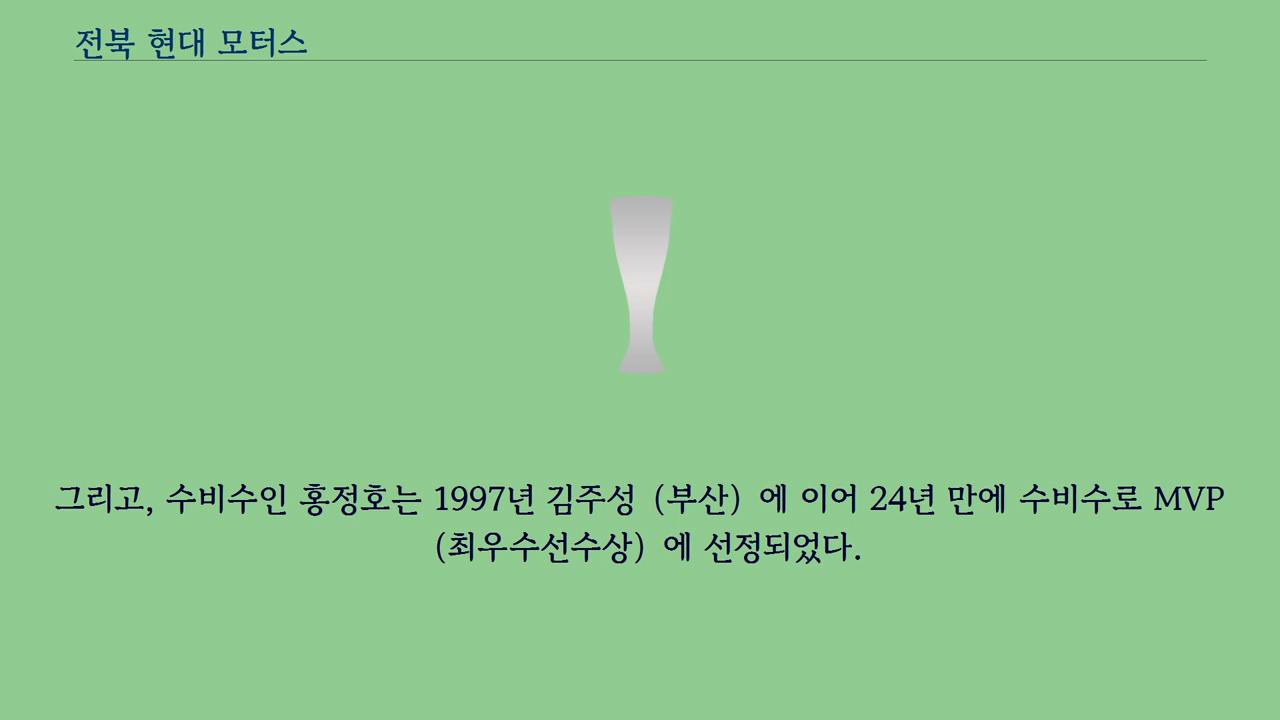 전북 현대 모터스
그리고, 수비수인 홍정호는 1997년 김주성 (부산) 에 이어 24년 만에 수비수로 MVP
(최우수선수상) 에 선정되었다.